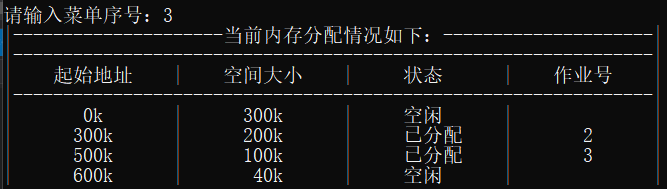 请输入菜单序号：3
|----------------------当前内存分配情况如下：----------------------|
起始地址 | 空间大小 | 状态 | 作业号
0k 300k 空闲
300k 200k 已分配 2
500k 100k 已分配 3
600k 40k 空闲